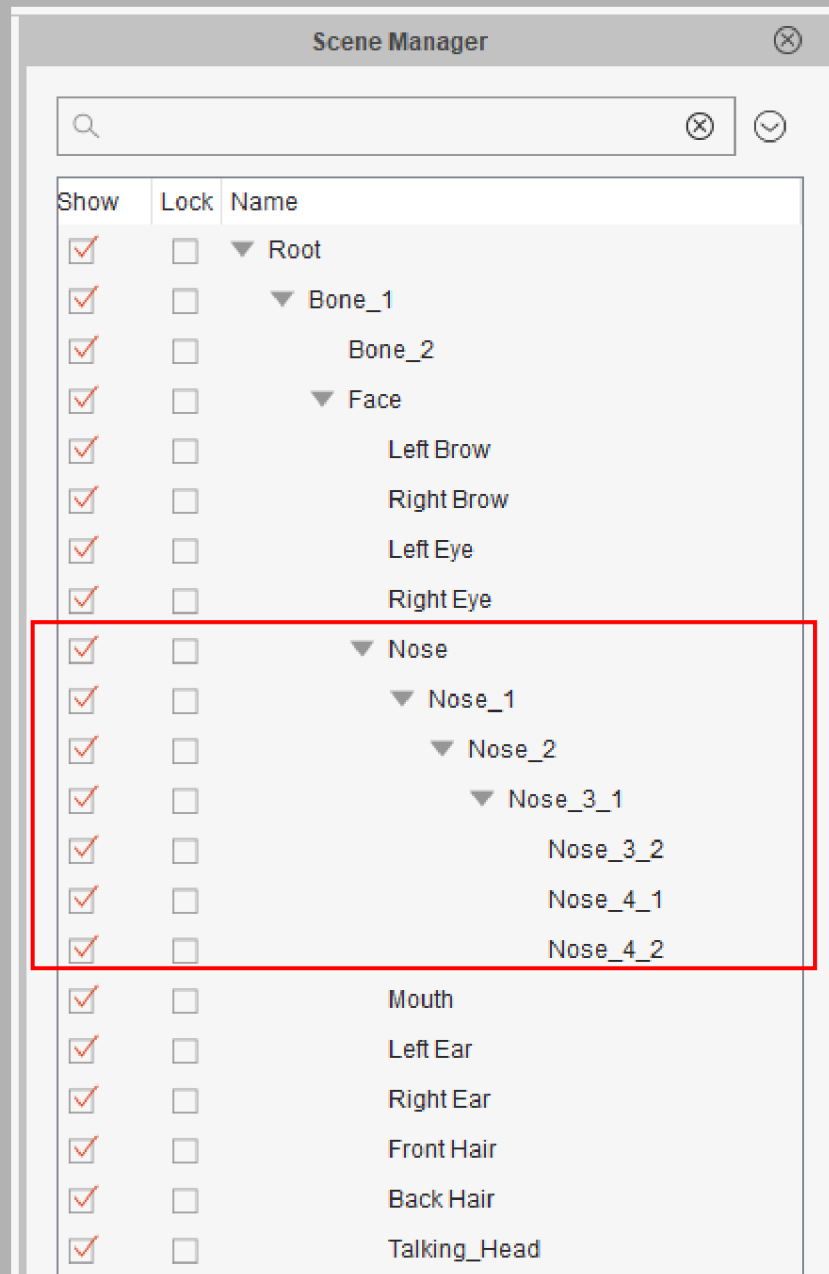 Scene Manager
Show Lock Name
Root
Bone_1
Bone_2
Face
Left Brow
Right Brow
Left Eye
Right Eye
Nose
Nose_1
Nose_2
Nose_3_1
Nose_3_2
Nose_4_1
Nose_4_2
Mouth
Left Ear
Right Ear
Front Hair
Back Hair
Talking_Head